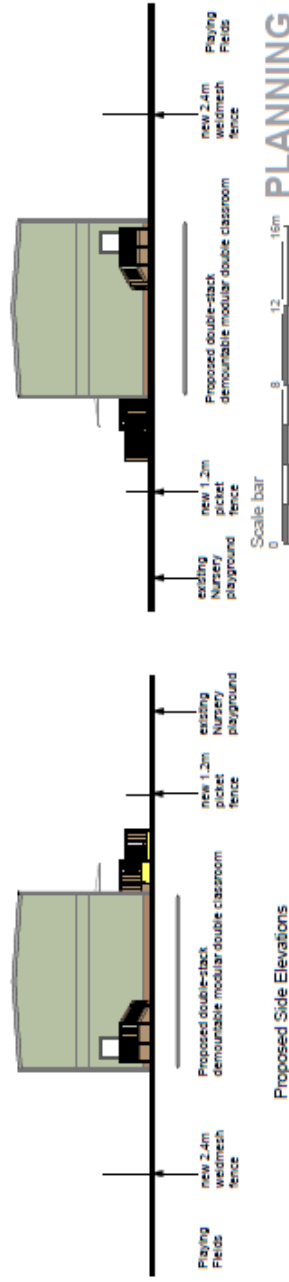 Playing
Fields
new 2.4m
weldmesh
fence
Proposed double-stack
demountable modular double classroom
new 1.2m
picket
fence
existing
Nursery
playground
Proposed Side Elevations
existing
Nursery
playground
new 1.2m
picket
fence
Proposed double-stack
demountable modular double classroom
new 2.4m
weldmesh
fence
Playing
Fields
Scale bar
0
8
12
16m
PLANNING